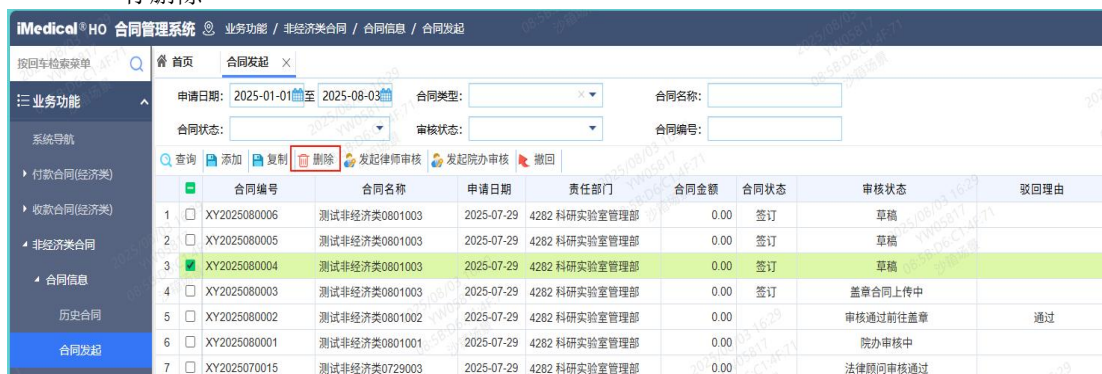 iMedical®HO 合同管理系统 业务功能 / 非经济类合同 / 合同信息 / 合同发起
按回车检索菜单
首页 合同发起 ×
业务功能
申请日期: 2025-01-01 至 2025-08-03 合同类型: 合同名称:
系统导航
合同状态: 审核状态: 合同编号:
查询 添加 复制 删除 发起律师审核 发起院办审核 撤回
付款合同(经济类)
合同编号 合同名称 申请日期 责任部门 合同金额 合同状态 审核状态 驳回理由
收款合同(经济类)
1 XY2025080006 测试非经济类0801003 2025-07-29 4282 科研实验室管理部 0.00 签订 草稿
非经济类合同
2 XY2025080005 测试非经济类0801003 2025-07-29 4282 科研实验室管理部 0.00 签订 草稿
3 XY2025080004 测试非经济类0801003 2025-07-29 4282 科研实验室管理部 0.00 签订 草稿
合同信息
4 XY2025080003 测试非经济类0801003 2025-07-29 4282 科研实验室管理部 0.00 签订 盖章合同上传中
历史合同
5 XY2025080002 测试非经济类0801002 2025-07-29 4282 科研实验室管理部 0.00 审核通过前往盖章 通过
合同发起
6 XY2025080001 测试非经济类0801001 2025-07-29 4282 科研实验室管理部 0.00 院办审核中
7 XY2025070015 测试非经济类0729003 2025-07-29 4282 科研实验室管理部 0.00 法律顾问审核通过